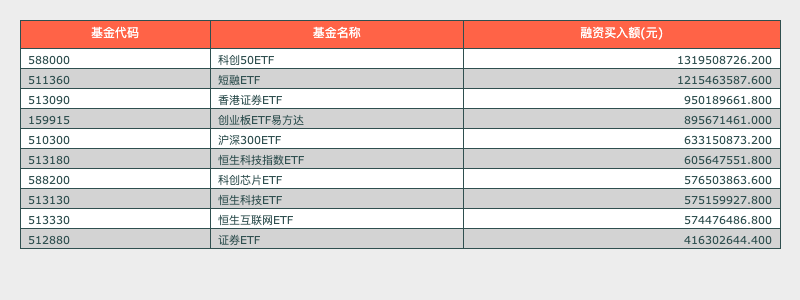 基金代码 基金名称 融资买入额(元)
588000 科创50ETF 1319508726.200
511360 短融ETF 1215463587.600
513090 香港证券ETF 950189661.800
159915 创业板ETF易方达 895671461.000
510300 沪深300ETF 633150873.200
513180 恒生科技指数ETF 605647551.800
588200 科创芯片ETF 576503863.600
513130 恒生科技ETF 575159927.800
513330 恒生互联网ETF 574476486.800
512880 证券ETF 416302644.400